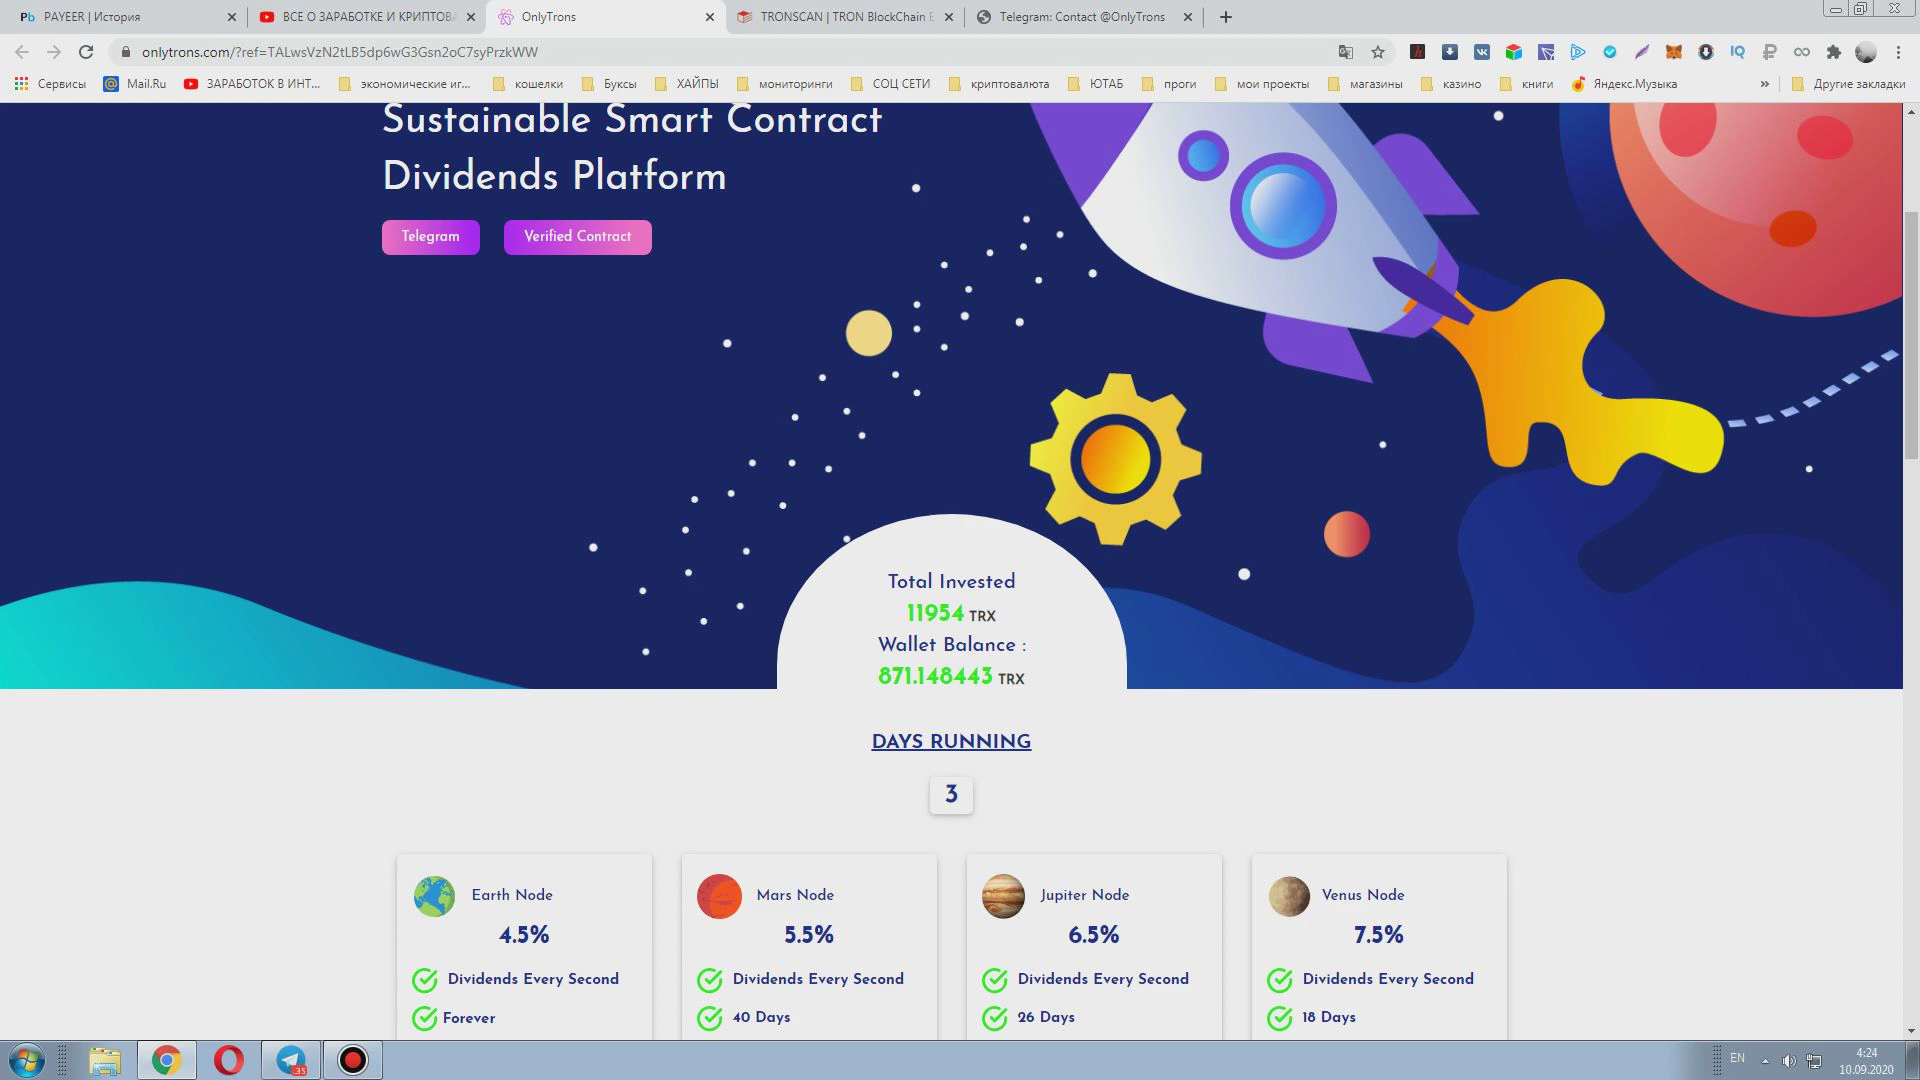 PAYEER | История
ВСЕ О ЗАРАБОТКЕ И КРИПТОВА
OnlyTrons
TRONSCAN | TRON BlockChain E
Telegram: Contact @OnlyTrons
onlytrons.com/?ref=TALwsVzN2tLB5dp6wG3Gsn2oC7syPrzkWW
Сервисы
Mail.Ru
ЗАРАБОТОК В ИНТ...
экономические иг...
кошелки
Буксы
ХАЙПЫ
мониторинги
СОЦ СЕТИ
криптовалюта
ЮТАБ
проги
мои проекты
магазины
казино
книги
Яндекс.Музыка
Другие закладки
Sustainable Smart Contract
Dividends Platform
Telegram
Verified Contract
Total Invested
11954 TRX
Wallet Balance :
871.148443 TRX
DAYS RUNNING
3
Earth Node
4.5%
Dividends Every Second
Forever
Mars Node
5.5%
Dividends Every Second
40 Days
Jupiter Node
6.5%
Dividends Every Second
26 Days
Venus Node
7.5%
Dividends Every Second
18 Days
EN
4:24
10.09.2020